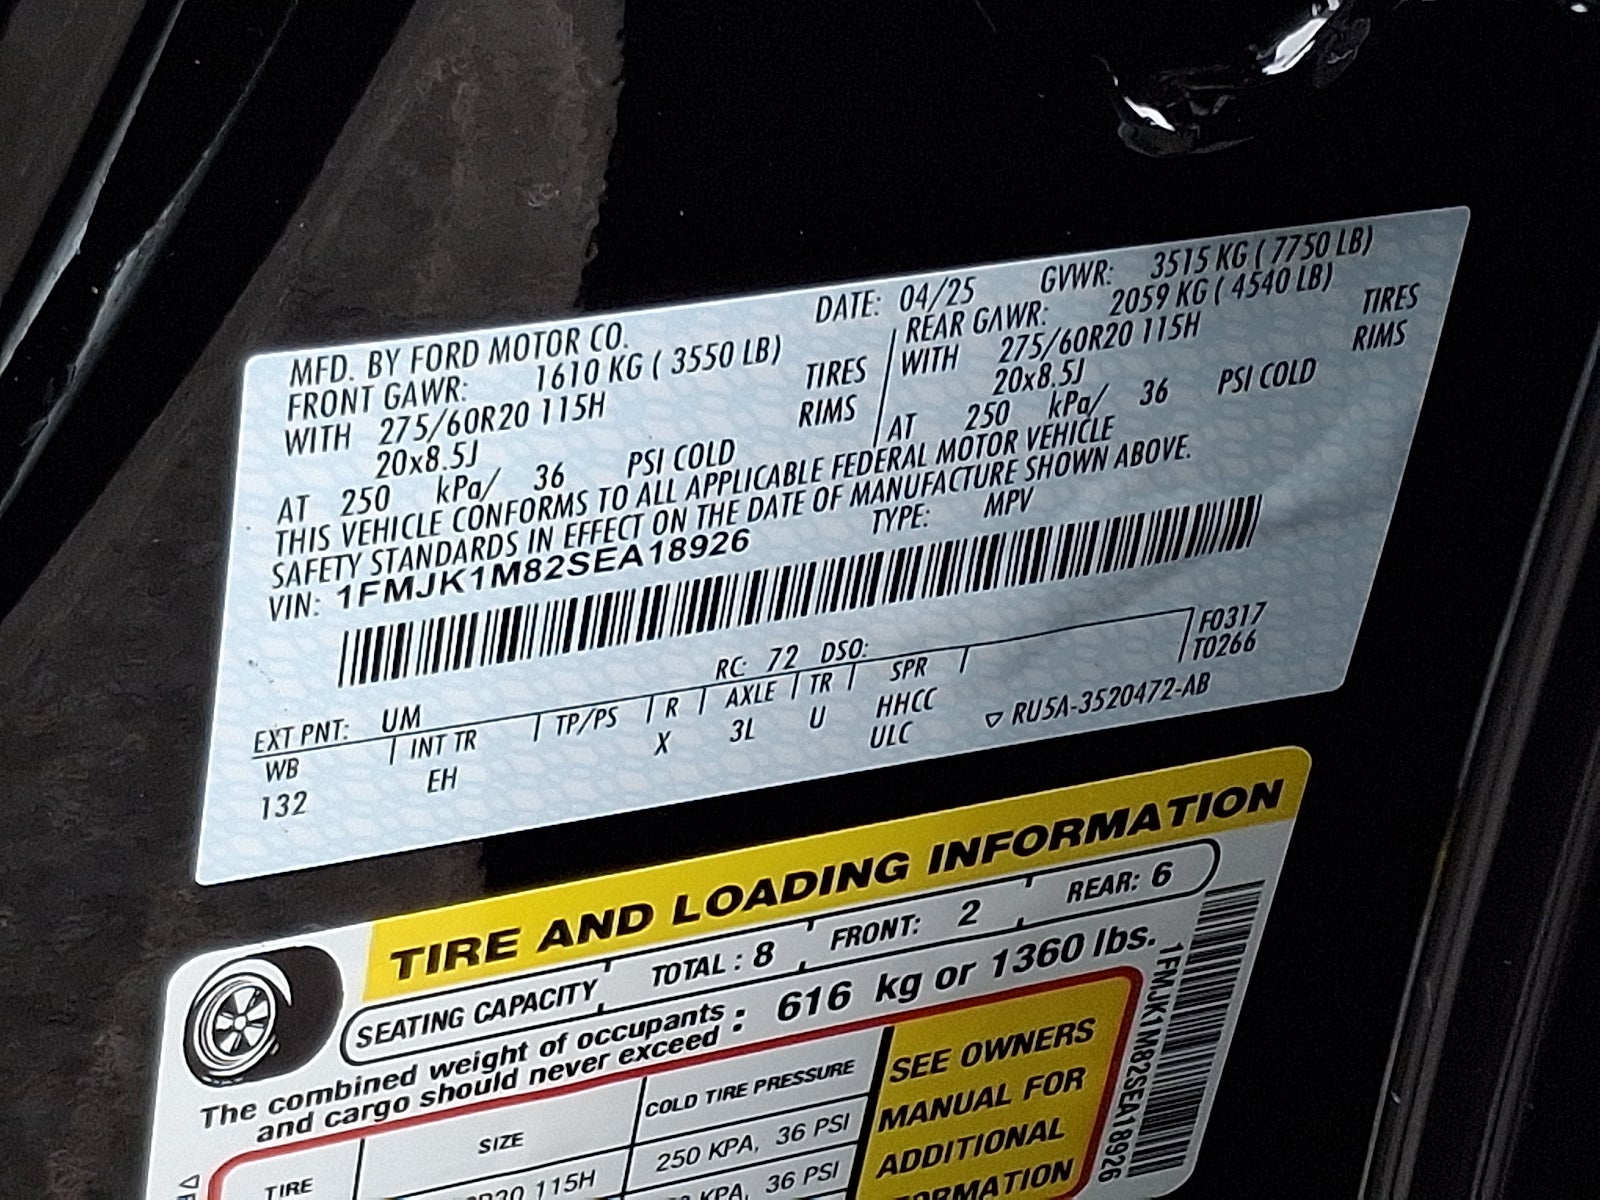 MFD. BY FORD MOTOR CO. DATE: 04/25 GVWR: 3515 KG ( 7750 LB)
FRONT GAWR: 1610 KG ( 3550 LB) REAR GAWR: 2059 KG ( 4540 LB)
WITH 275/60R20 115H TIRES WITH 275/60R20 115H TIRES
20x8.5J RIMS 20x8.5J RIMS
AT 250 kPa/ 36 PSI COLD AT 250 kPa/ 36 PSI COLD
THIS VEHICLE CONFORMS TO ALL APPLICABLE FEDERAL MOTOR VEHICLE
SAFETY STANDARDS IN EFFECT ON THE DATE OF MANUFACTURE SHOWN ABOVE.
VIN: 1FMJK1M82SEA18926 TYPE: MPV
F0317
T0266
EXT PNT: UM RC: 72 DSO:
WB INT TR TP/PS R AXLE TR SPR
132 EH X 3L U HHCC
ULC RU5A-3520472-AB
TIRE AND LOADING INFORMATION
SEATING CAPACITY TOTAL : 8 FRONT: 2 REAR: 6
The combined weight of occupants and cargo should never exceed : 616 kg or 1360 lbs.
TIRE SIZE COLD TIRE PRESSURE
115H 250 KPA, 36 PSI
KPA, 36 PSI
SEE OWNERS
MANUAL FOR
ADDITIONAL
1FMJK1M82SEA18926